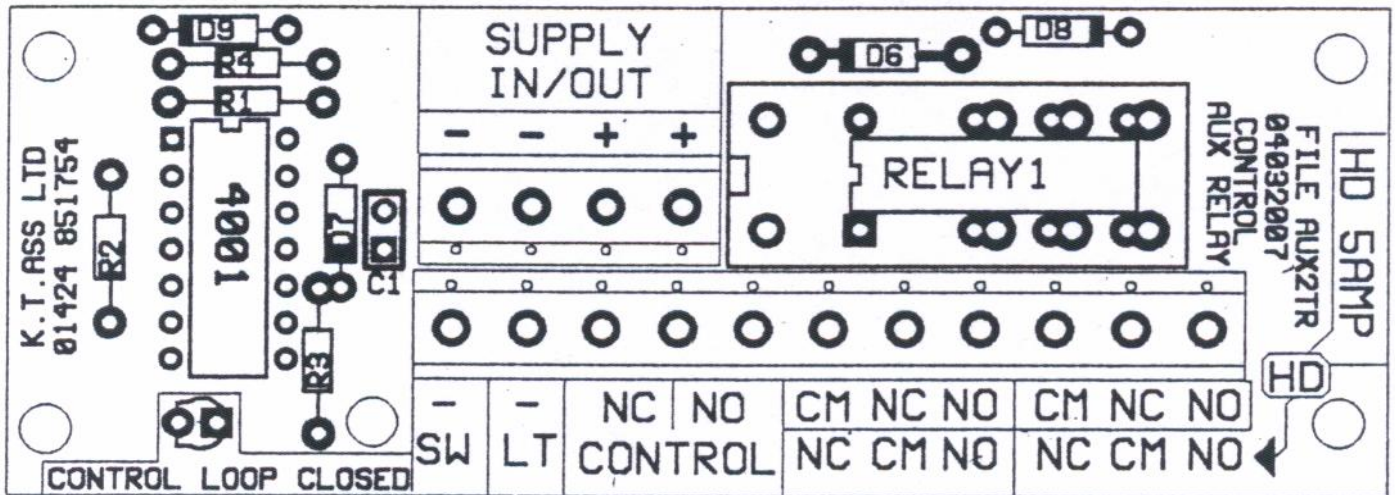 D9
R4
R1
K.T.ASS LTD
01424 851754
R2
4001
D7
C1
R3
CONTROL LOOP CLOSED
SUPPLY
IN/OUT
- - + +
D6
D8
RELAY1
AUX RELAY
CONTROL
04032007
FILE AUX2TR
HD SAMP
HD
- - NC NO CM NC NO CM NC NO
SW LT CONTROL NC CM NO NC CM NO